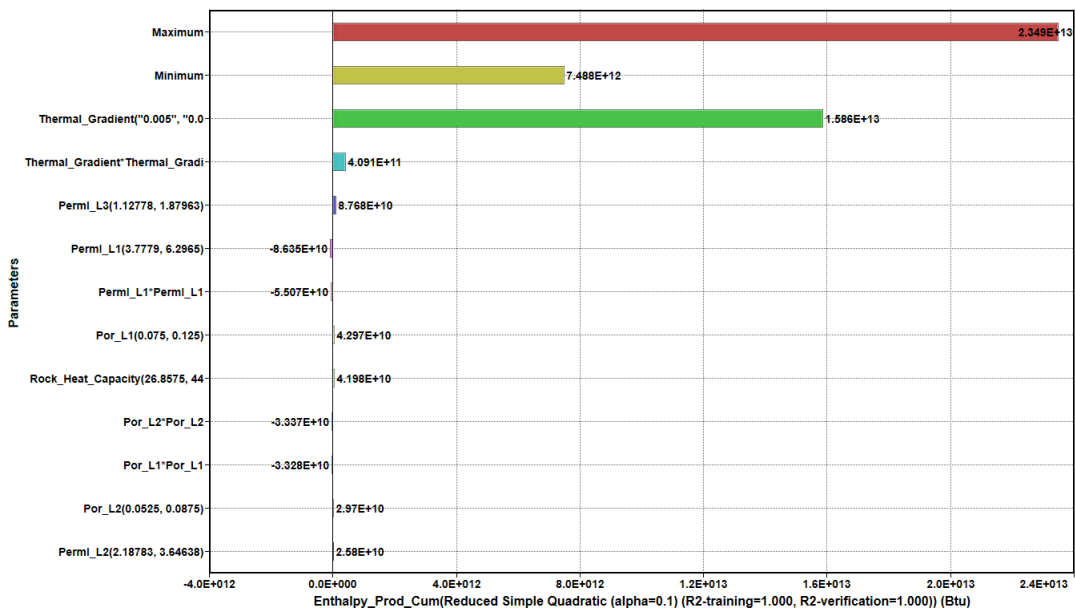 Maximum
2.349E+13
Minimum
7.488E+12
Thermal_Gradient("0.005", "0.0
1.586E+13
Thermal_Gradient*Thermal_Gradi
4.091E+11
PermI_L3(1.12778, 1.87963)
8.768E+10
PermI_L1(3.7779, 6.2965)
-8.635E+10
PermI_L1*PermI_L1
-5.507E+10
Por_L1(0.075, 0.125)
4.297E+10
Rock_Heat_Capacity(26.8575, 44
4.198E+10
Por_L2*Por_L2
-3.337E+10
Por_L1*Por_L1
-3.328E+10
Por_L2(0.0525, 0.0875)
2.97E+10
PermI_L2(2.18783, 3.64638)
2.58E+10
Parameters
-4.0E+012 0.0E+000 4.0E+012 8.0E+012 1.2E+013 1.6E+013 2.0E+013 2.4E+013
Enthalpy_Prod_Cum(Reduced Simple Quadratic (alpha=0.1) (R2-training=1.000, R2-verification=1.000)) (Btu)